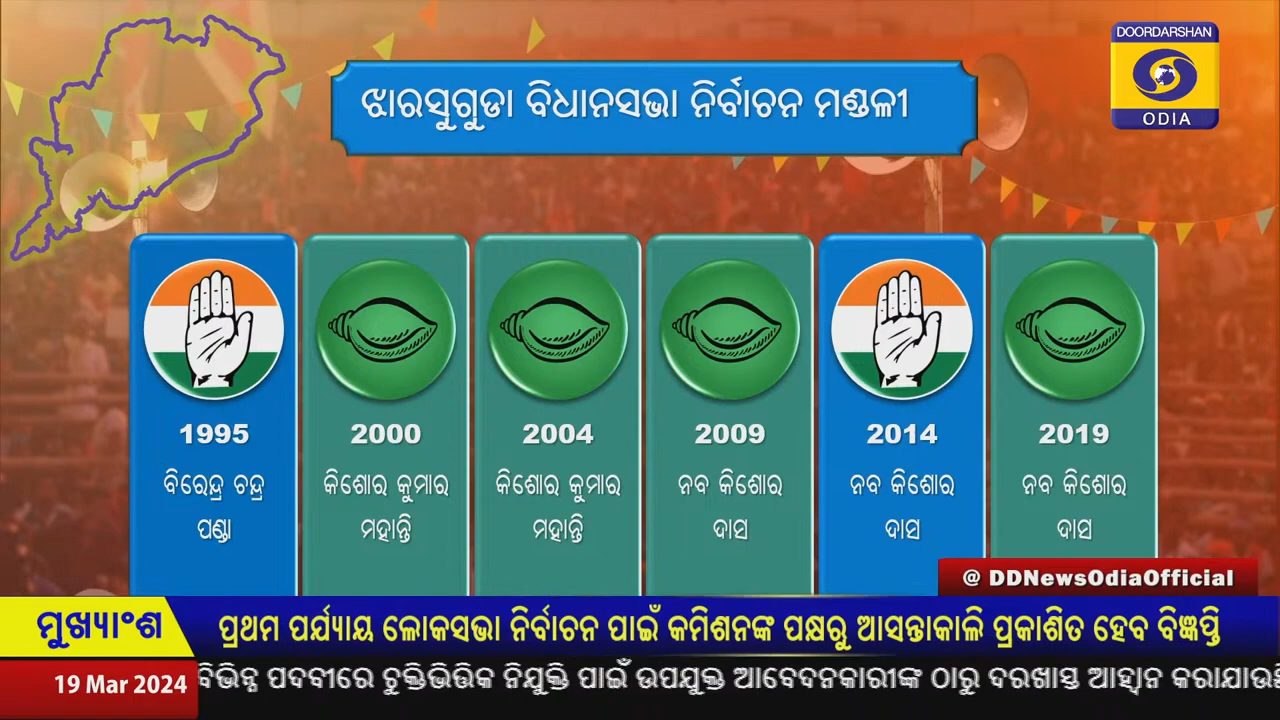 DOORDARSHAN
ODIA
ଝାରସୁଗୁଡା ବିଧାନସଭା ନିର୍ବାଚନ ମଣ୍ଡଳୀ
1995
ବିରେନ୍ଦ୍ର ଚନ୍ଦ୍ର
ପଣ୍ଡା
2000
କିଶୋର କୁମାର
ମହାନ୍ତି
2004
କିଶୋର କୁମାର
ମହାନ୍ତି
2009
ନବ କିଶୋର
ଦାସ
2014
ନବ କିଶୋର
ଦାସ
2019
ନବ କିଶୋର
ଦାସ
@ DDNewsOdiaOfficial
ମୁଖ୍ୟାଂଶ
ପ୍ରଥମ ପର୍ଯ୍ୟାୟ ଲୋକସଭା ନିର୍ବାଚନ ପାଇଁ କମିଶନଙ୍କ ପକ୍ଷରୁ ଆସନ୍ତାକାଲି ପ୍ରକାଶିତ ହେବ ବିଜ୍ଞପ୍ତି
19 Mar 2024
ବିଭିନ୍ନ ପଦବୀରେ ଚୁକ୍ତିଭିତ୍ତିକ ନିଯୁକ୍ତି ପାଇଁ ଉପଯୁକ୍ତ ଆବେଦନକାରୀଙ୍କ ଠାରୁ ଦରଖାସ୍ତ ଆହ୍ୱାନ